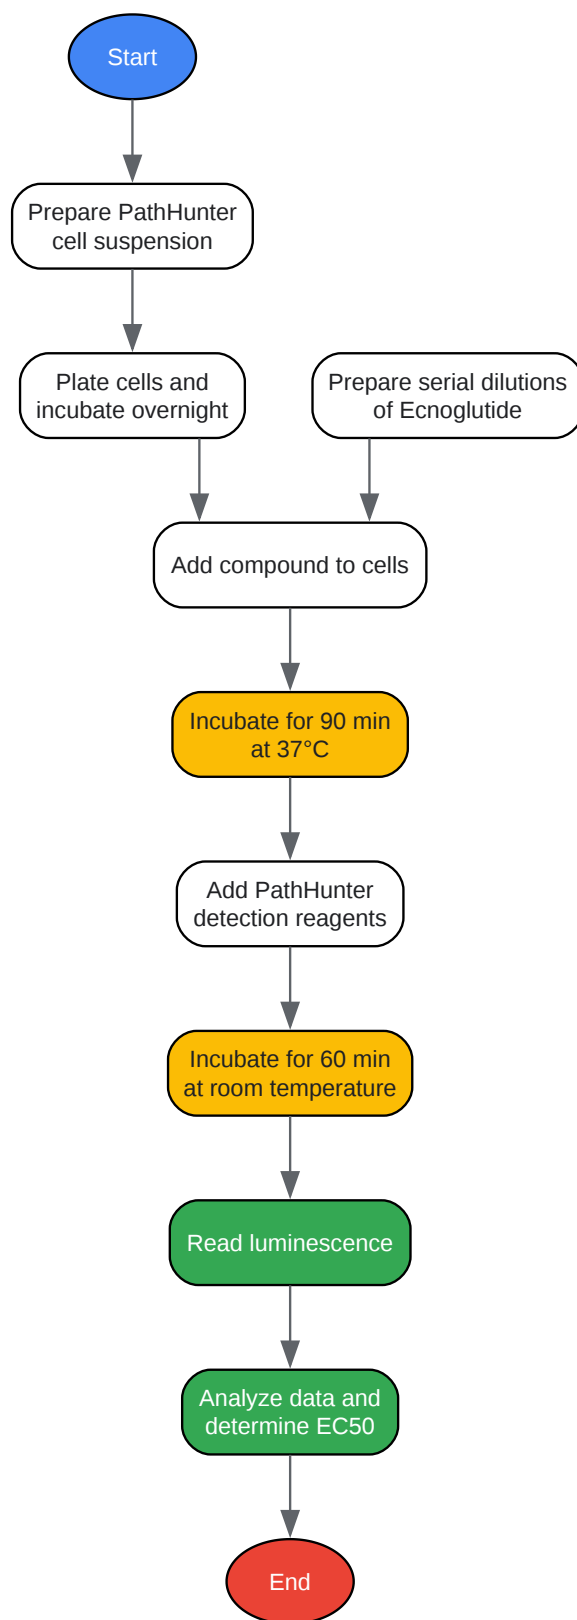 Start
Prepare PathHunter
cell suspension
Plate cells and
incubate overnight
Prepare serial dilutions
of Ecnoglutide
Add compound to cells
Incubate for 90 min
at 37°C
Add PathHunter
detection reagents
Incubate for 60 min
at room temperature
Read luminescence
Analyze data and
determine EC50
End